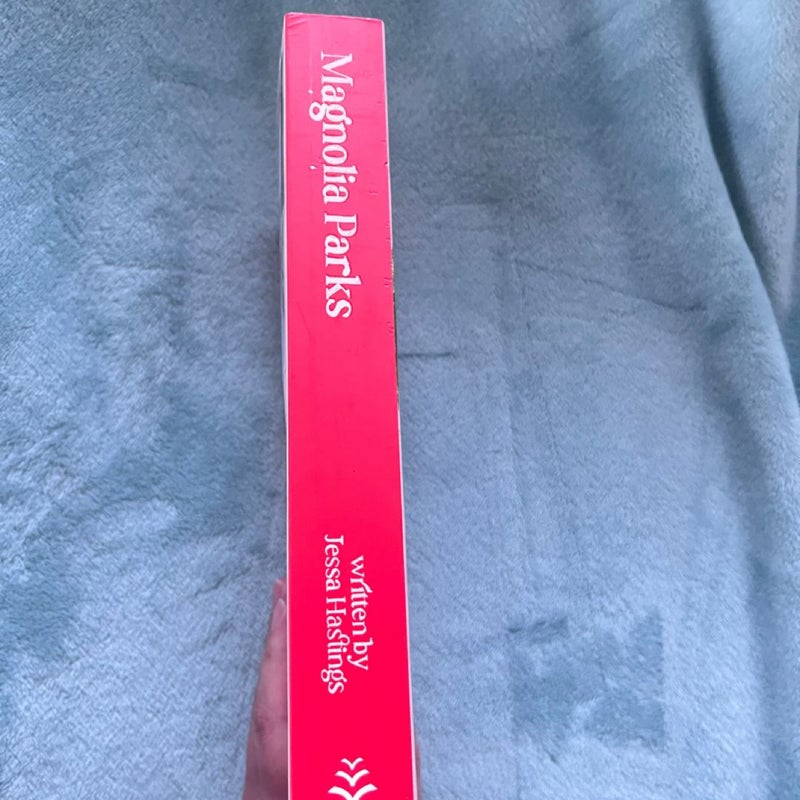 Magnolia Parks
written by
Jessa Hastings